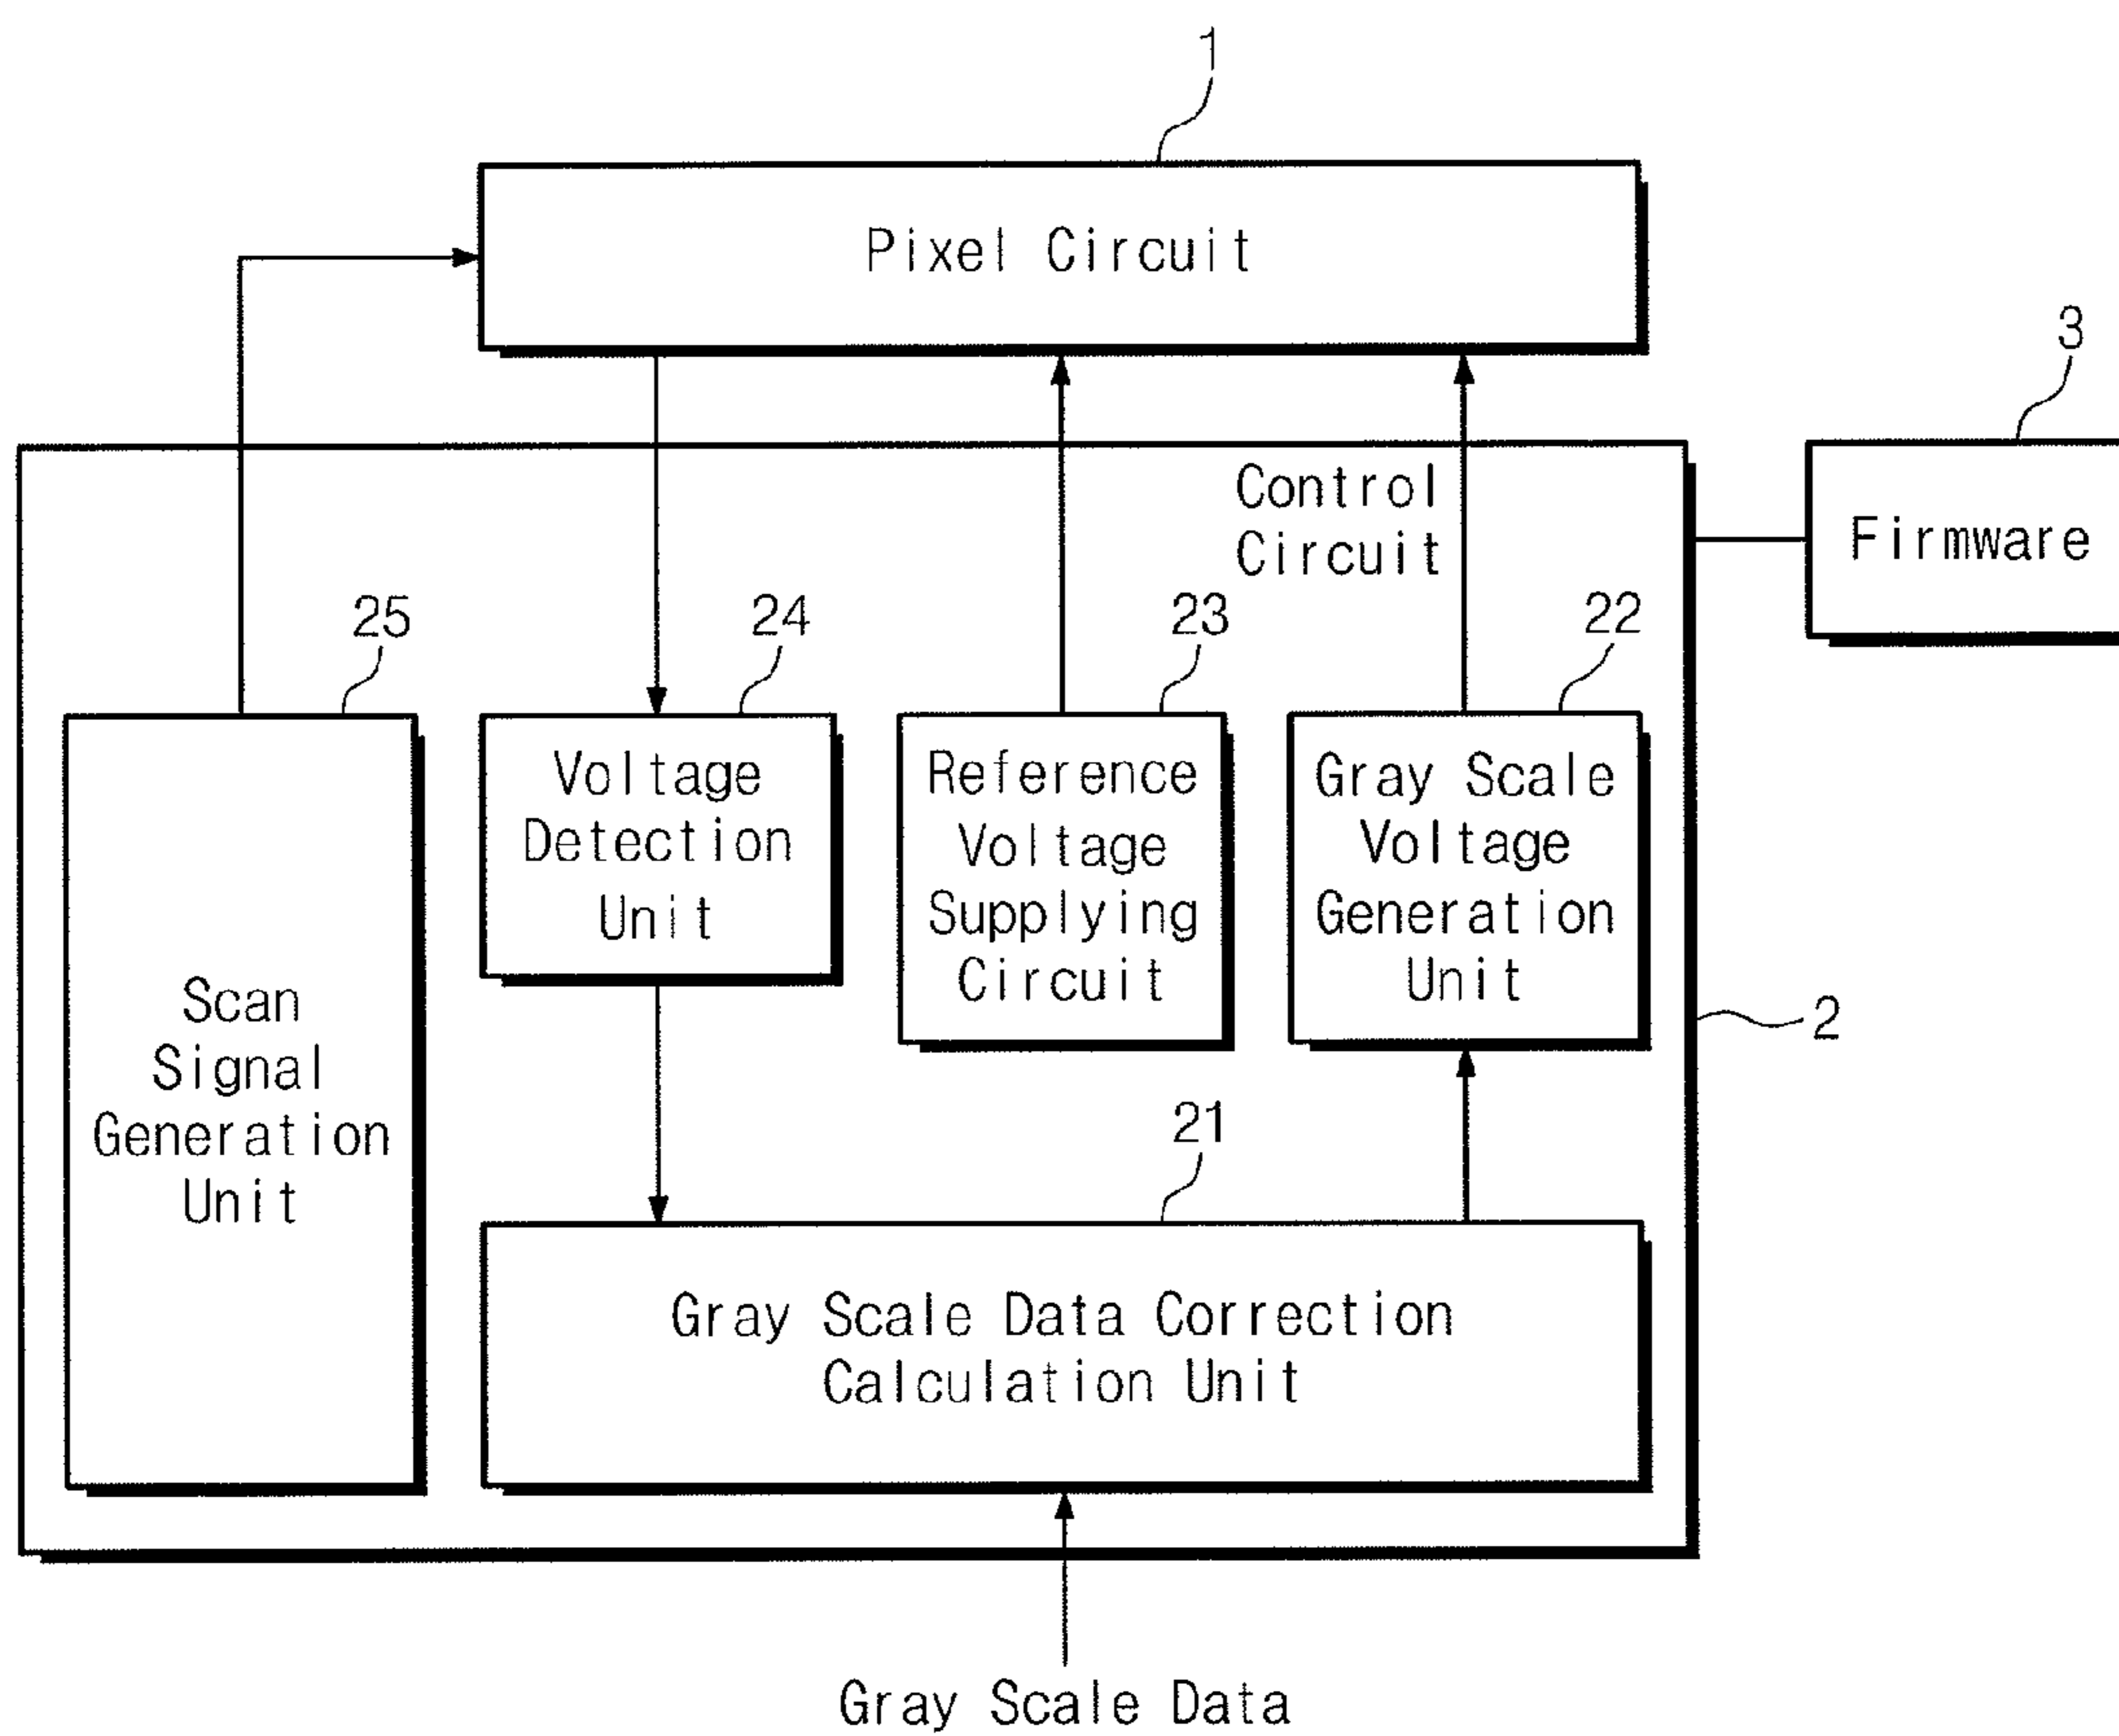 1
Pixel Circuit
3
Control
Circuit
Firmware
25
24
23
22
Voltage
Detection
Unit
Reference
Voltage
Supplying
Circuit
Gray Scale
Voltage
Generation
Unit
Scan
Signal
Generation
Unit
2
21
Gray Scale Data Correction
Calculation Unit
Gray Scale Data